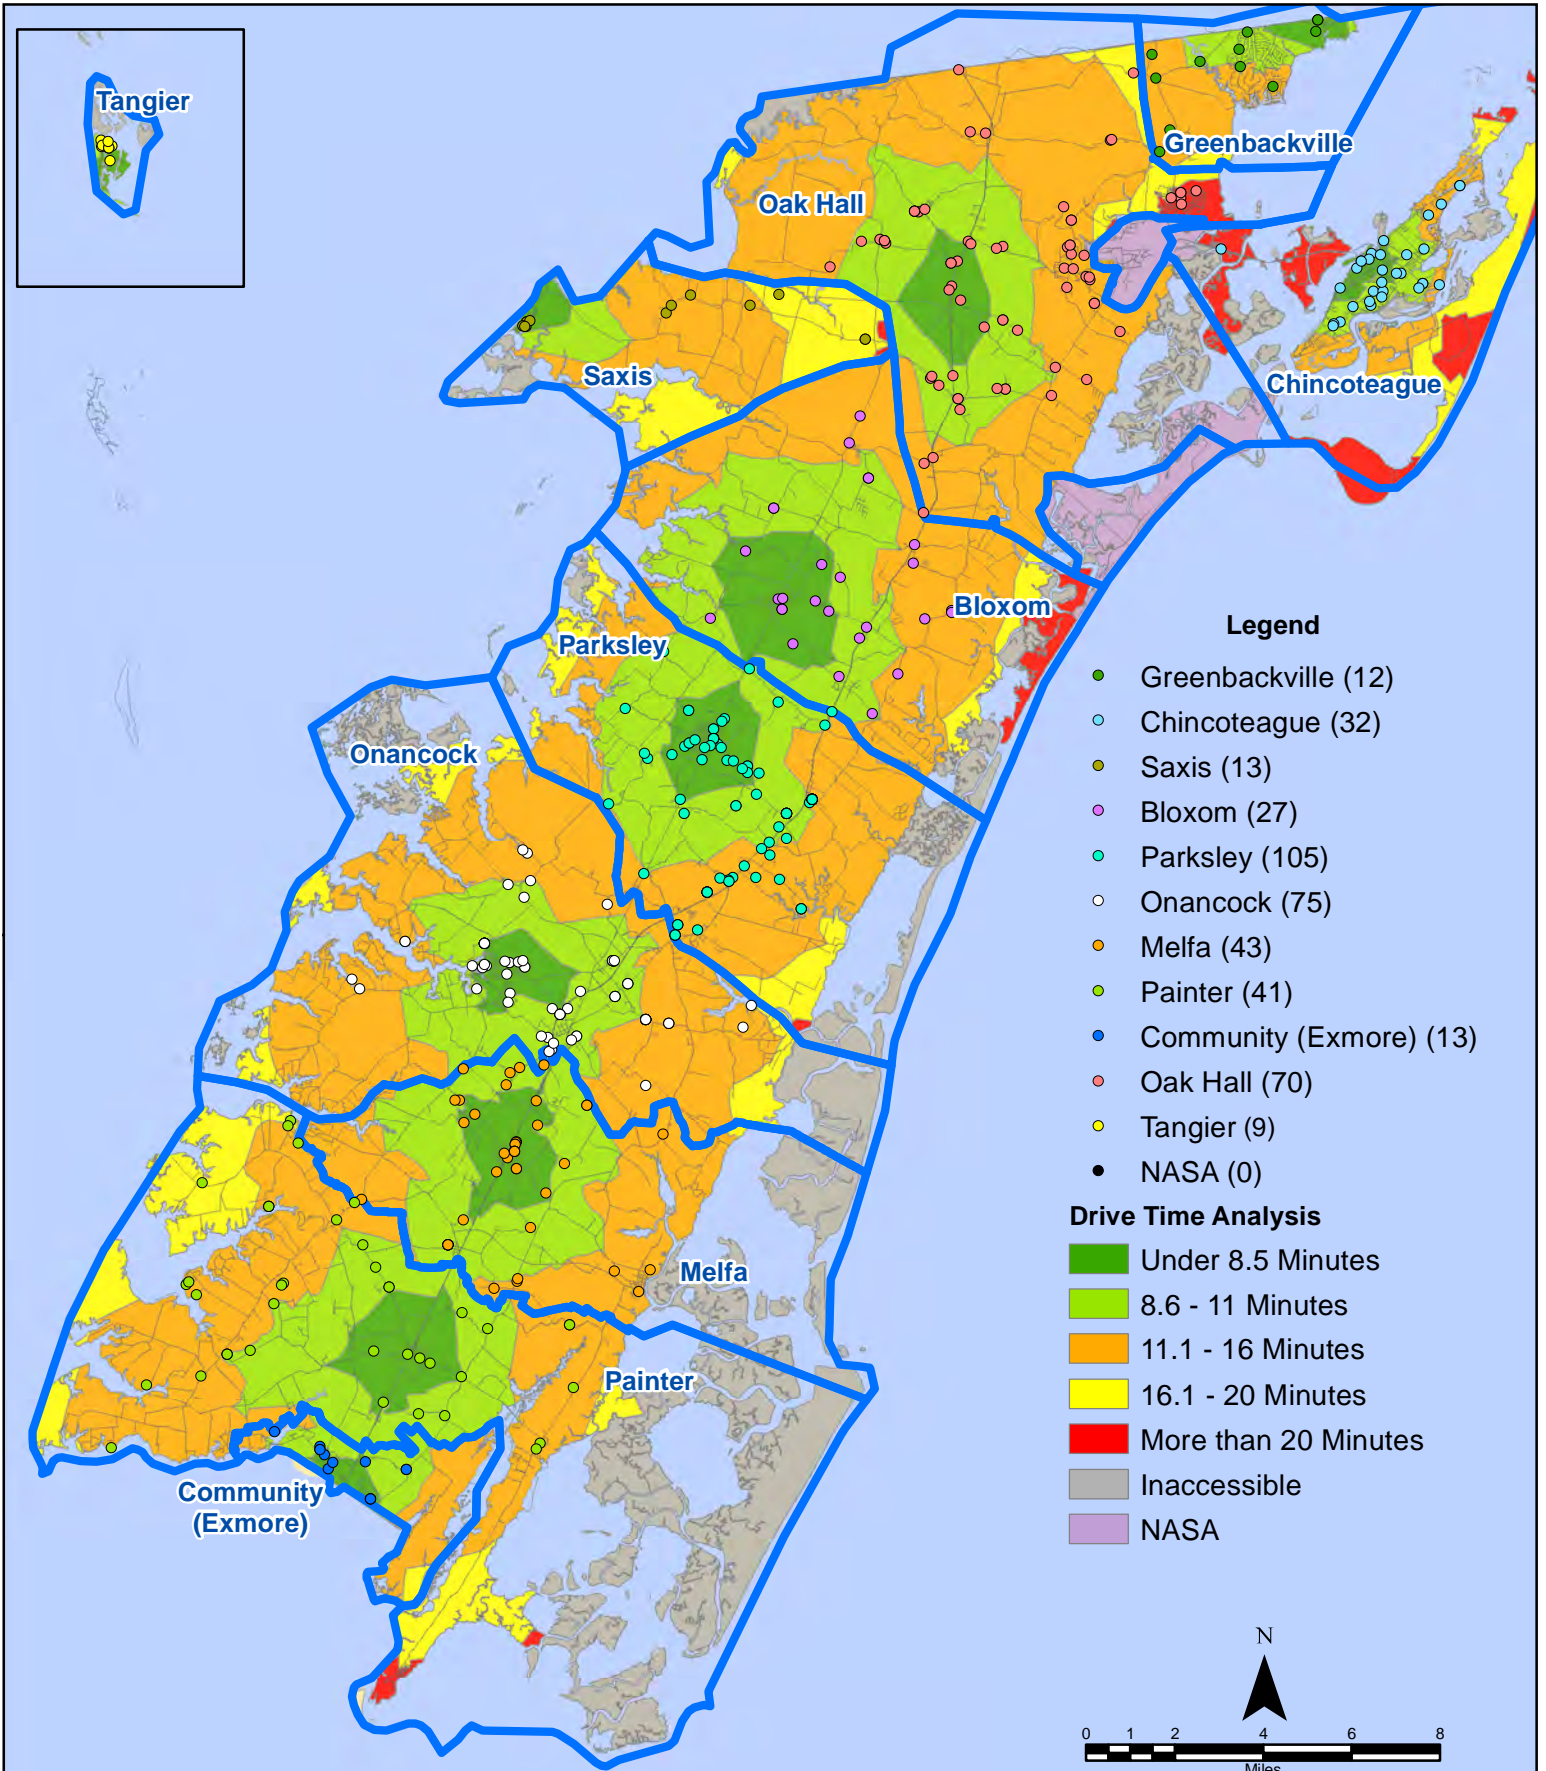 Tangier
Greenbackville
Oak Hall
Saxis
Chincoteague
Bloxom
Parksley
Onancock
Melfa
Painter
Community
(Exmore)
Legend
Greenbackville (12)
Chincoteague (32)
Saxis (13)
Bloxom (27)
Parksley (105)
Onancock (75)
Melfa (43)
Painter (41)
Community (Exmore) (13)
Oak Hall (70)
Tangier (9)
NASA (0)
Drive Time Analysis
Under 8.5 Minutes
8.6 - 11 Minutes
11.1 - 16 Minutes
16.1 - 20 Minutes
More than 20 Minutes
Inaccessible
NASA
N
0 1 2 4 6 8
Miles